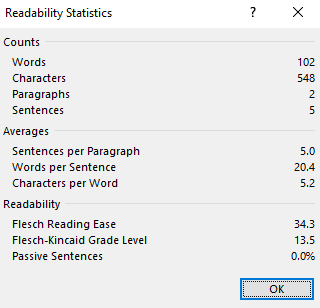 Readability Statistics ? ×
Counts
Words 102
Characters 548
Paragraphs 2
Sentences 5
Averages
Sentences per Paragraph 5.0
Words per Sentence 20.4
Characters per Word 5.2
Readability
Flesch Reading Ease 34.3
Flesch-Kincaid Grade Level 13.5
Passive Sentences 0.0%
OK